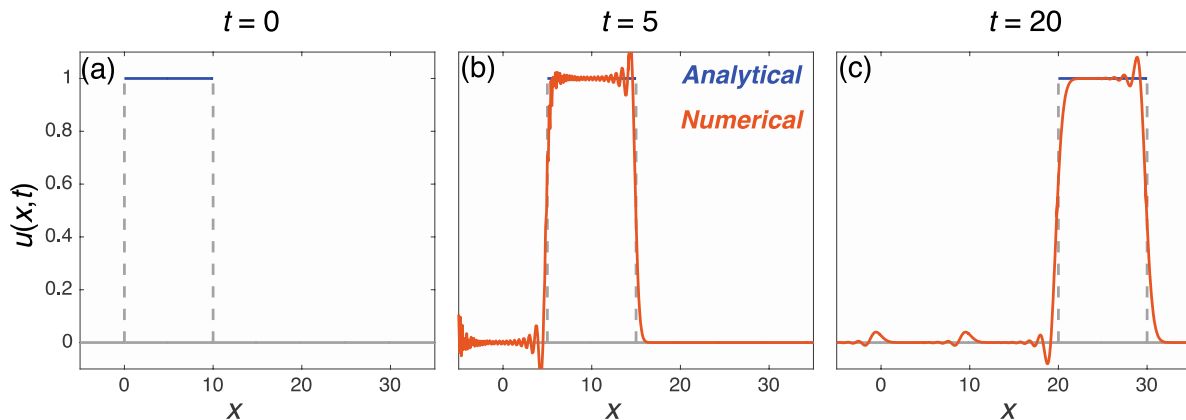 t = 0
t = 5
t = 20
(a)
(b)
(c)
Analytical
Numerical
u(x,t)
1
0.8
0.6
0.4
0.2
0
0 10 20 30
0 10 20 30
0 10 20 30
x
x
x